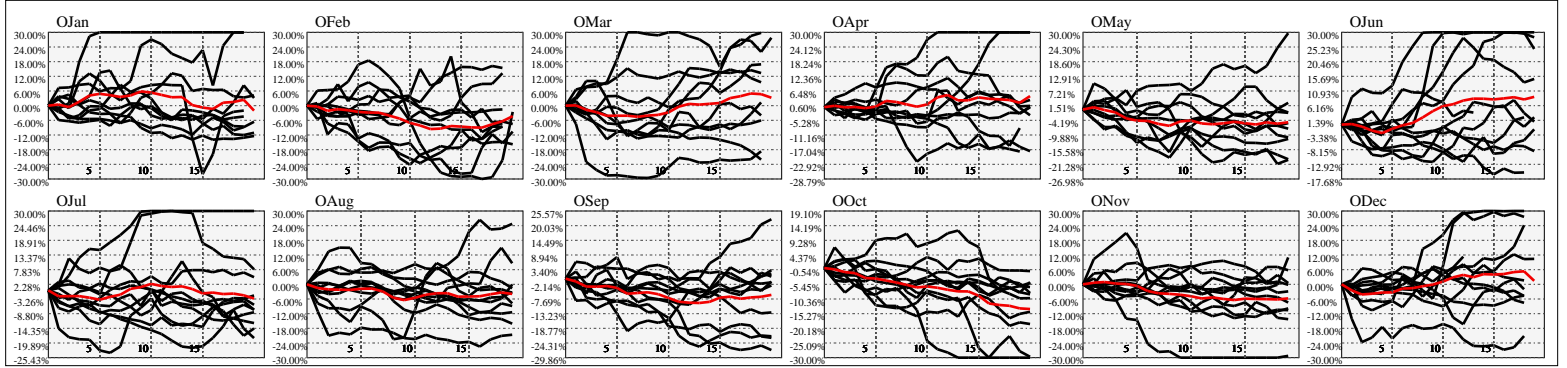 OJan OFeb OMar OApr OMay OJun
30.00% 30.00% 30.00% 30.00% 30.00% 30.00%
24.00% 24.00% 24.00% 24.12% 24.30% 25.23%
18.00% 18.00% 18.00% 18.24% 18.60% 20.46%
12.00% 12.00% 12.00% 12.36% 12.91% 15.69%
6.00% 6.00% 6.00% 6.48% 7.21% 10.93%
0.00% 0.00% 0.00% 0.60% 1.51% 6.16%
-6.00% -6.00% -6.00% -5.28% -4.19% 1.39%
-12.00% -12.00% -12.00% -11.16% -9.88% -3.38%
-18.00% -18.00% -18.00% -17.04% -15.58% -8.15%
-24.00% -24.00% -24.00% -22.92% -21.28% -12.92%
-30.00% -30.00% -30.00% -28.79% -26.98% -17.68%
5 10 15 5 10 15 5 10 15 5 10 15 5 10 15 5 10 15
OJul OAug OSep OOct ONov ODec
30.00% 30.00% 25.57% 19.10% 30.00% 30.00%
24.46% 24.00% 20.03% 14.19% 24.00% 24.00%
18.91% 18.00% 14.49% 9.28% 18.00% 18.00%
13.37% 12.00% 8.94% 4.37% 12.00% 12.00%
7.83% 6.00% 3.40% -0.54% 6.00% 6.00%
2.28% 0.00% -2.14% -5.45% 0.00% 0.00%
-3.26% -6.00% -7.69% -10.36% -6.00% -6.00%
-8.80% -12.00% -13.23% -15.27% -12.00% -12.00%
-14.35% -18.00% -18.77% -20.18% -18.00% -18.00%
-19.89% -24.00% -24.31% -25.09% -24.00% -24.00%
-25.43% -30.00% -29.86% -30.00% -30.00% -30.00%
5 10 15 5 10 15 5 10 15 5 10 15 5 10 15 5 10 15